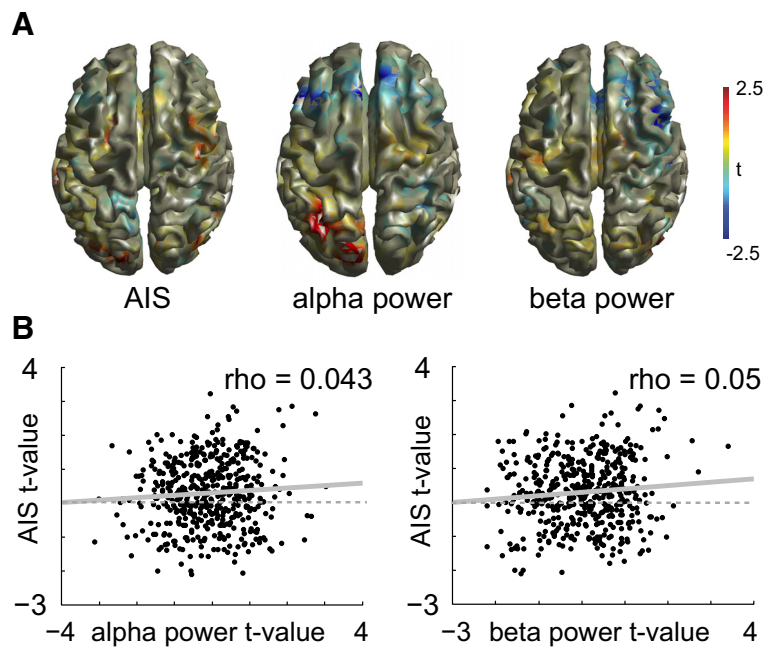 A
2.5
t
-2.5
AIS
alpha power
beta power
B
4
rho = 0.043
AIS t-value
−3
−4
alpha power t-value
4
4
rho = 0.05
AIS t-value
−3
−3
beta power t-value
4